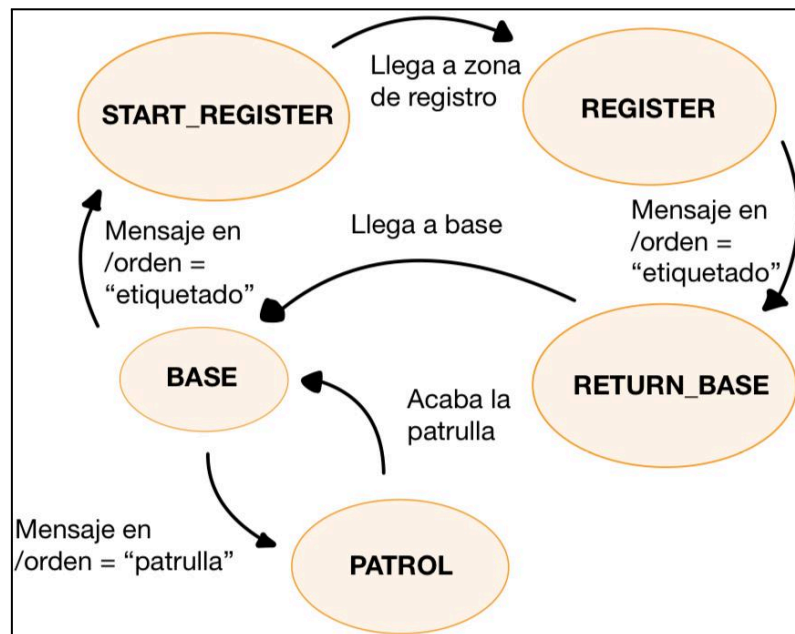 Llega a zona
de registro
START_REGISTER
REGISTER
Mensaje en
/orden =
“etiquetado”
Llega a base
Mensaje en
/orden =
“etiquetado”
BASE
RETURN_BASE
Acaba la
patrulla
Mensaje en
/orden = “patrulla”
PATROL